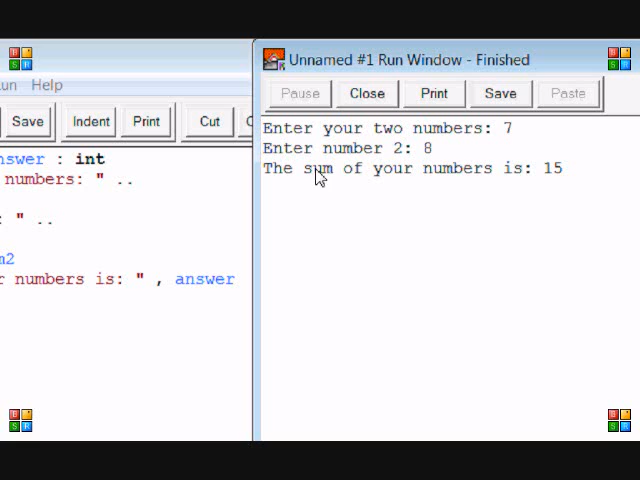 un Help
Save Indent Print Cut
nswer : int
numbers: " ..
: " ..
m2
r numbers is: " , answer
Unnamed #1 Run Window - Finished
Pause Close Print Save Paste
Enter your two numbers: 7
Enter number 2: 8
The sum of your numbers is: 15